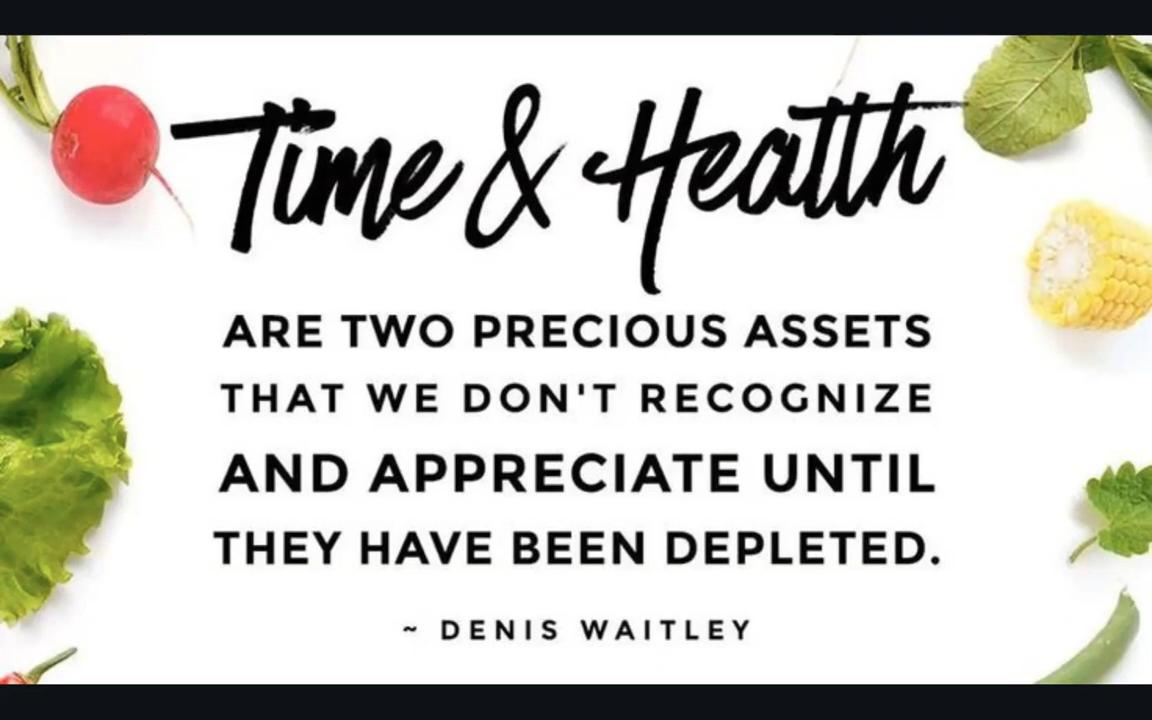 Time & Health
ARE TWO PRECIOUS ASSETS
THAT WE DON'T RECOGNIZE
AND APPRECIATE UNTIL
THEY HAVE BEEN DEPLETED.
~ DENIS WAITLEY